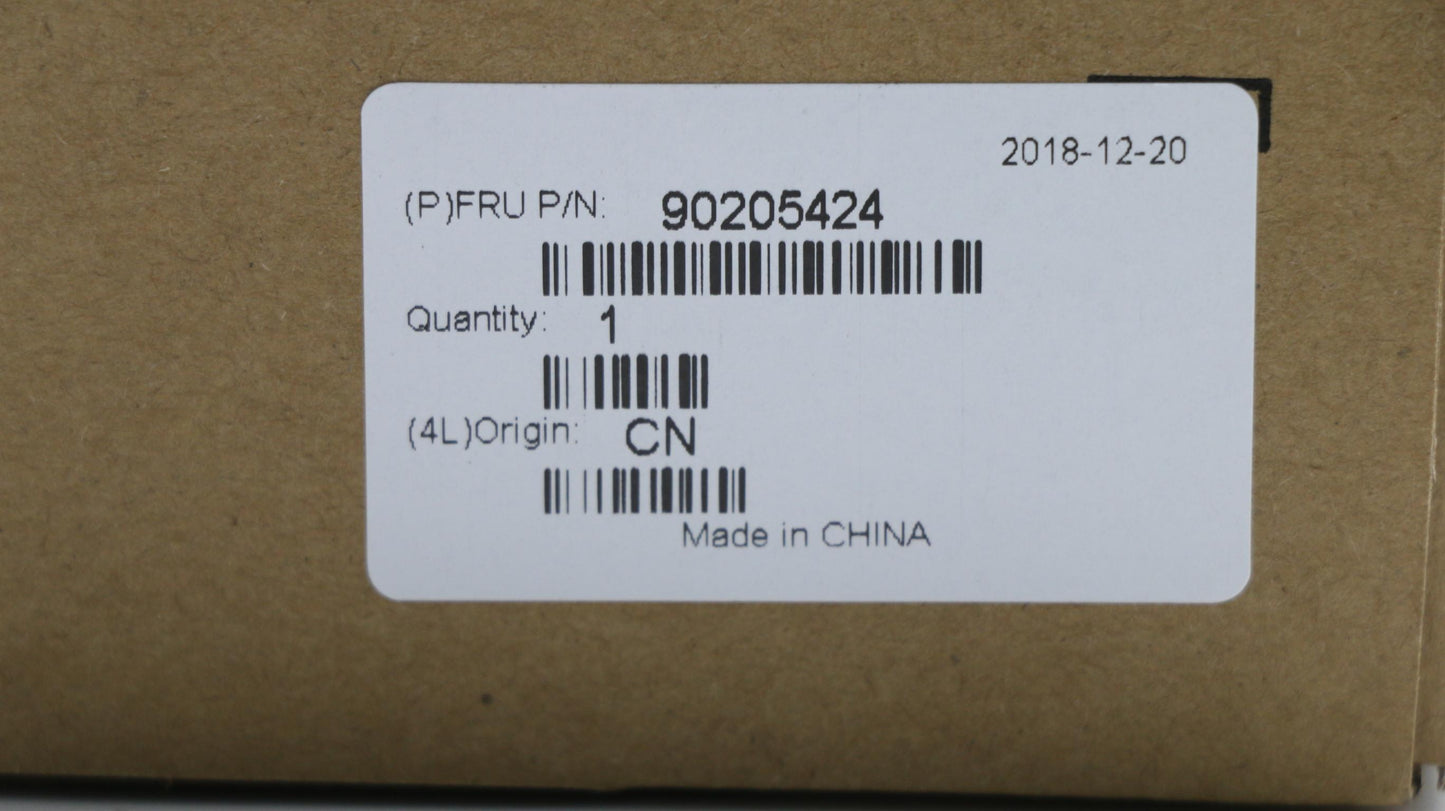 2018-12-20
(P)FRU P/N: 90205424
Quantity: 1
(4L)Origin: CN
Made in CHINA